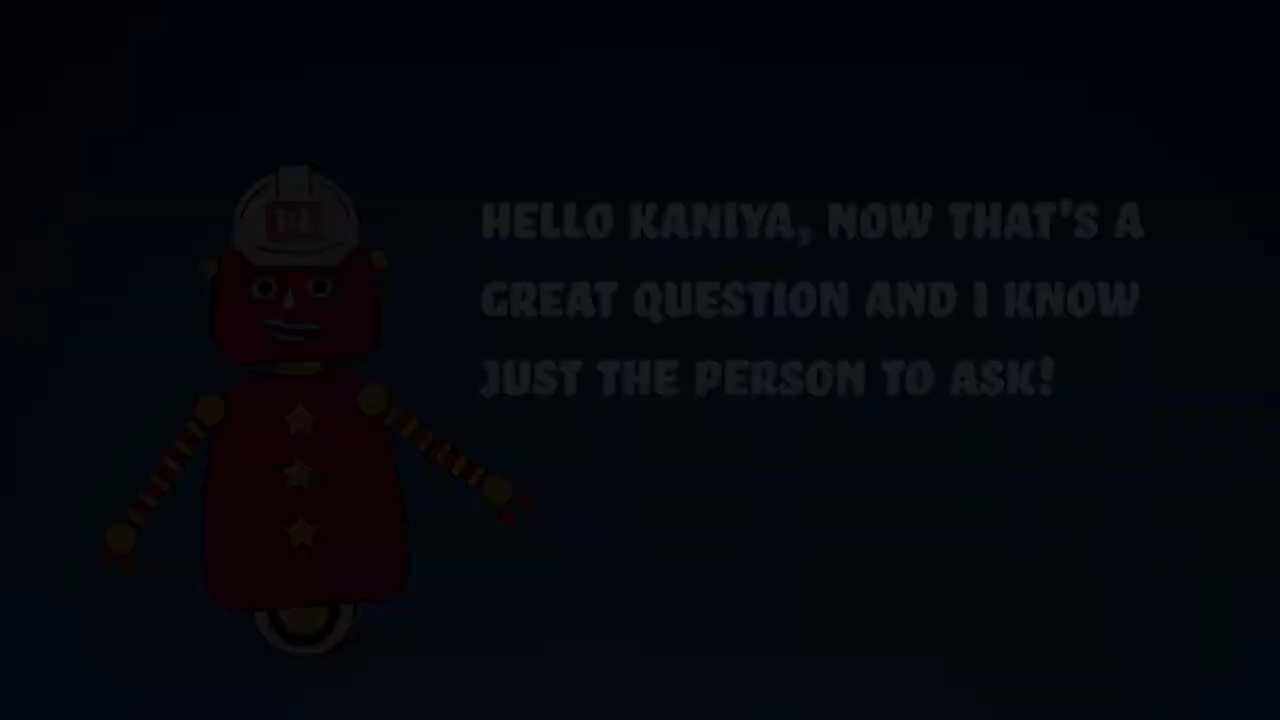 HELLO KANIYA, NOW THAT'S A
GREAT QUESTION AND I KNOW
JUST THE PERSON TO ASK!